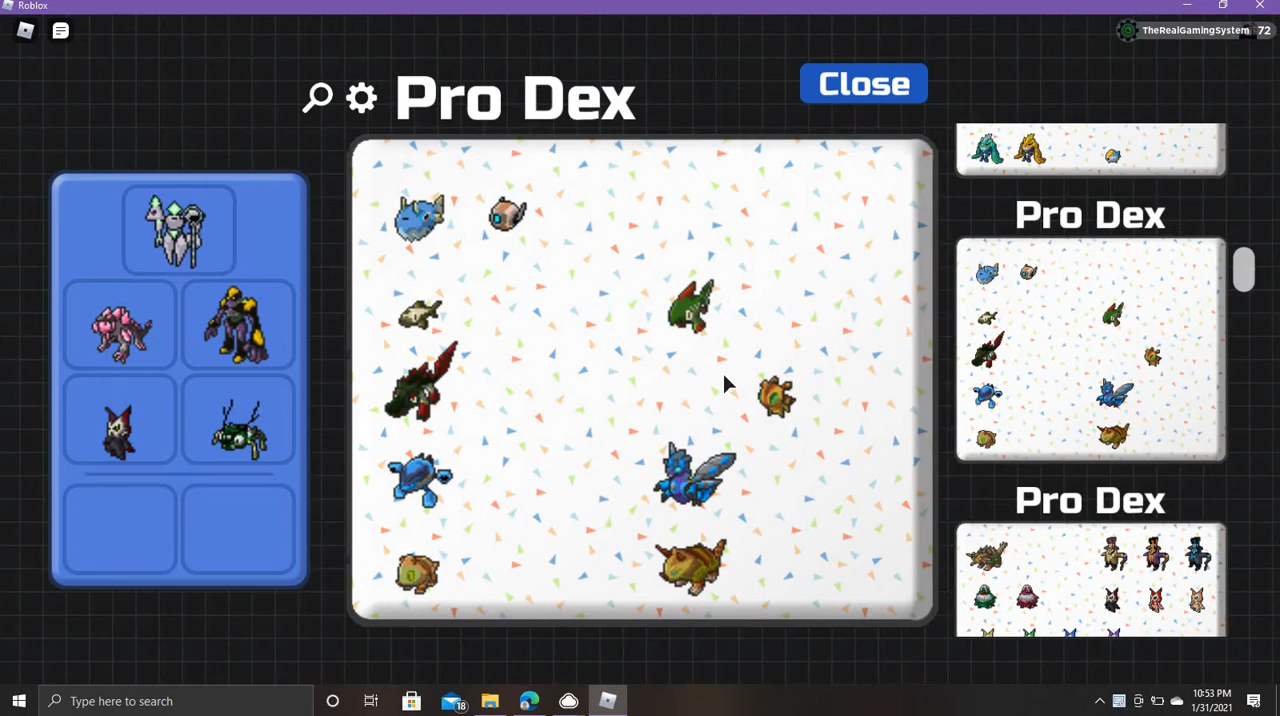 Roblox
TheRealGamingSystem 72
Pro Dex
Close
Pro Dex
Pro Dex
Type here to search
18
10:53 PM
1/31/2021